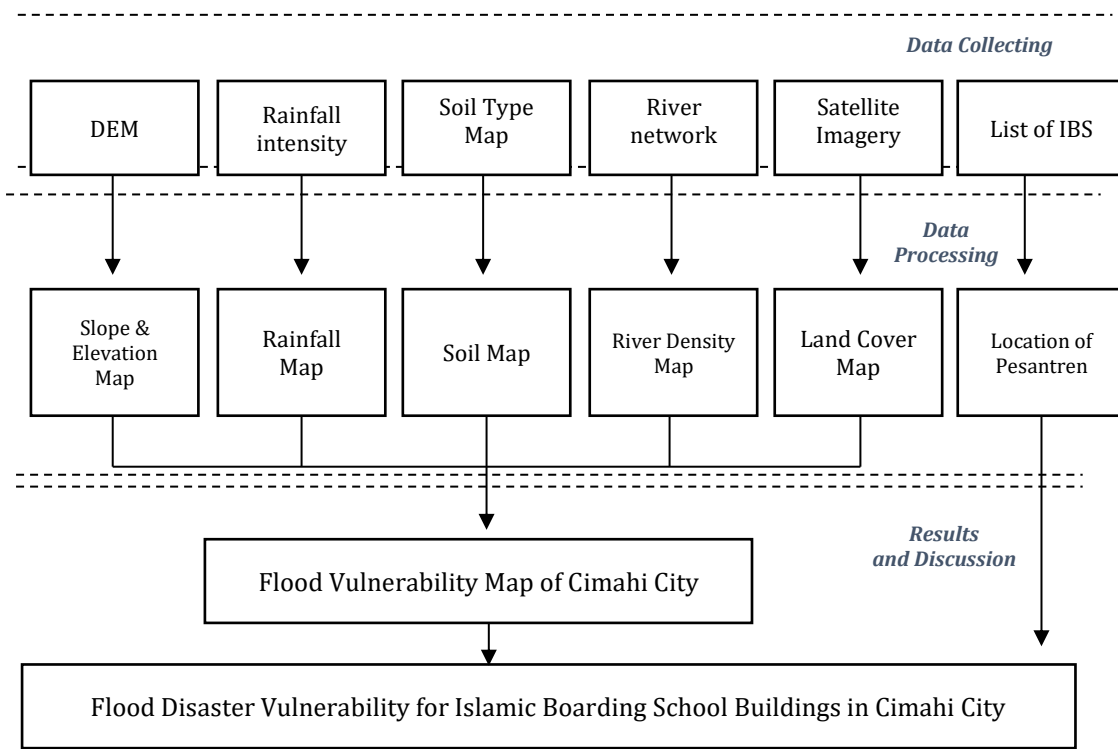 Data Collecting
DEM
Rainfall
intensity
Soil Type
Map
River
network
Satellite
Imagery
List of IBS
Data
Processing
Slope &
Elevation
Map
Rainfall
Map
Soil Map
River Density
Map
Land Cover
Map
Location of
Pesantren
Results
and Discussion
Flood Vulnerability Map of Cimahi City
Flood Disaster Vulnerability for Islamic Boarding School Buildings in Cimahi City